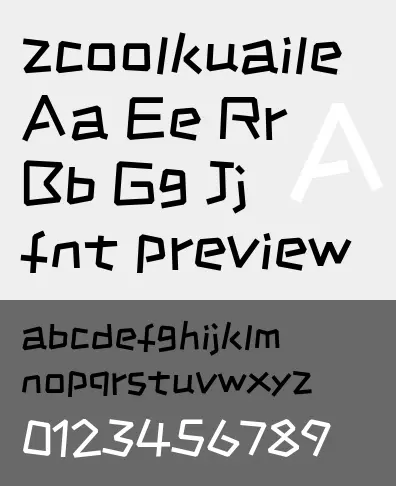 zcoolkuaile
Aa Ee Rr
A
Bb Gg Jj
fnt preview
abcdefghijklm
nopqrstuvwxyz
0123456789